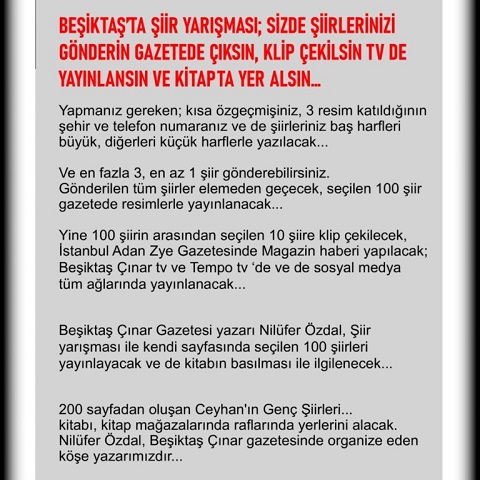 BEŞİKTAŞ'TA ŞİİR YARIŞMASI; SİZDE ŞİİRLERİNİZİ
GÖNDERİN GAZETEDE ÇIKSIN, KLİP ÇEKİLSİN TV DE
YAYINLANSIN VE KİTAPTA YER ALSIN...
Yapmanız gereken; kısa özgeçmişiniz, 3 resim katıldığının
şehir ve telefon numaranız ve de şiirleriniz baş harfleri
büyük, diğerleri küçük harflerle yazılacak...
Ve en fazla 3, en az 1 şiir gönderebilirsiniz.
Gönderilen tüm şiirler elemeden geçecek, seçilen 100 şiir
gazetede resimlerle yayınlanacak...
Yine 100 şiirin arasından seçilen 10 şiire klip çekilecek,
İstanbul Adan Zye Gazetesinde Magazin haberi yapılacak;
Beşiktaş Çınar tv ve Tempo tv 'de ve de sosyal medya
tüm ağlarında yayınlanacak...
Beşiktaş Çınar Gazetesi yazarı Nilüfer Özdal, Şiir
yarışması ile kendi sayfasında seçilen 100 şiirleri
yayınlayacak ve de kitabın basılması ile ilgilenecek...
200 sayfadan oluşan Ceyhan'ın Genç Şiirleri...
kitabı, kitap mağazalarında raflarında yerlerini alacak.
Nilüfer Özdal, Beşiktaş Çınar gazetesinde organize eden
köşe yazarımızdır...